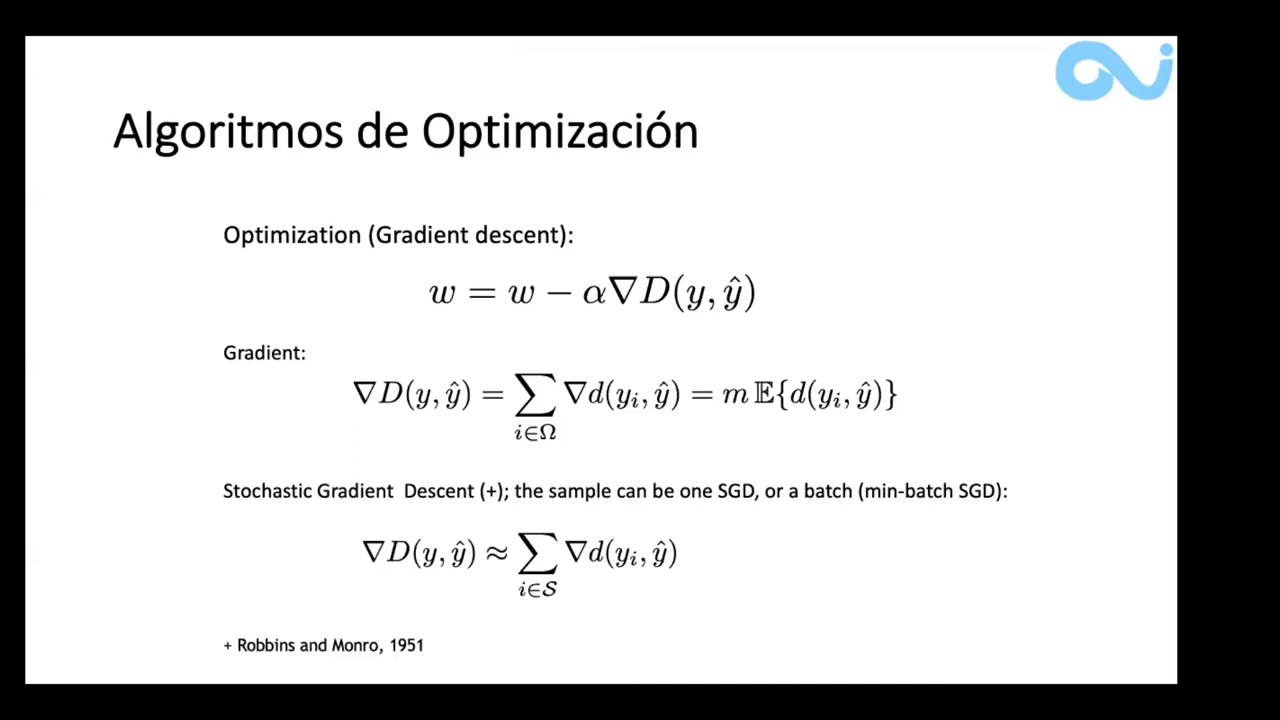 Algoritmos de Optimización
Optimization (Gradient descent):
w = w − α∇D(y, ŷ)
Gradient:
∇D(y, ŷ) = ∑_{i∈Ω} ∇d(y_i, ŷ) = m 𝔼{d(y_i, ŷ)}
Stochastic Gradient Descent (+); the sample can be one SGD, or a batch (min-batch SGD):
∇D(y, ŷ) ≈ ∑_{i∈𝒮} ∇d(y_i, ŷ)
+ Robbins and Monro, 1951